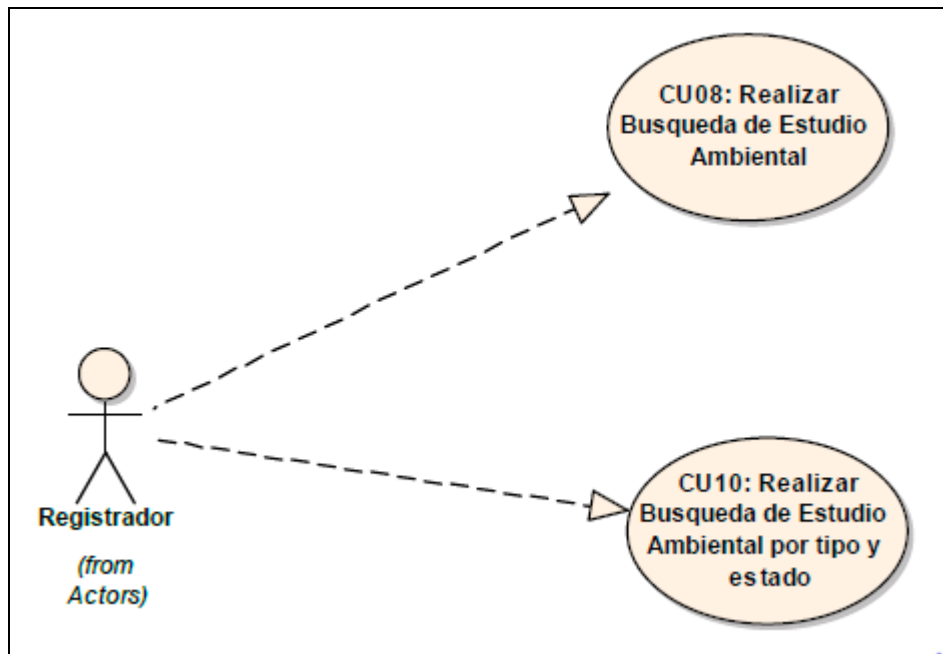 CU08: Realizar
Busqueda de Estudio
Ambiental
Registrador
(from
Actors)
CU10: Realizar
Busqueda de Estudio
Ambiental por tipo y
estado